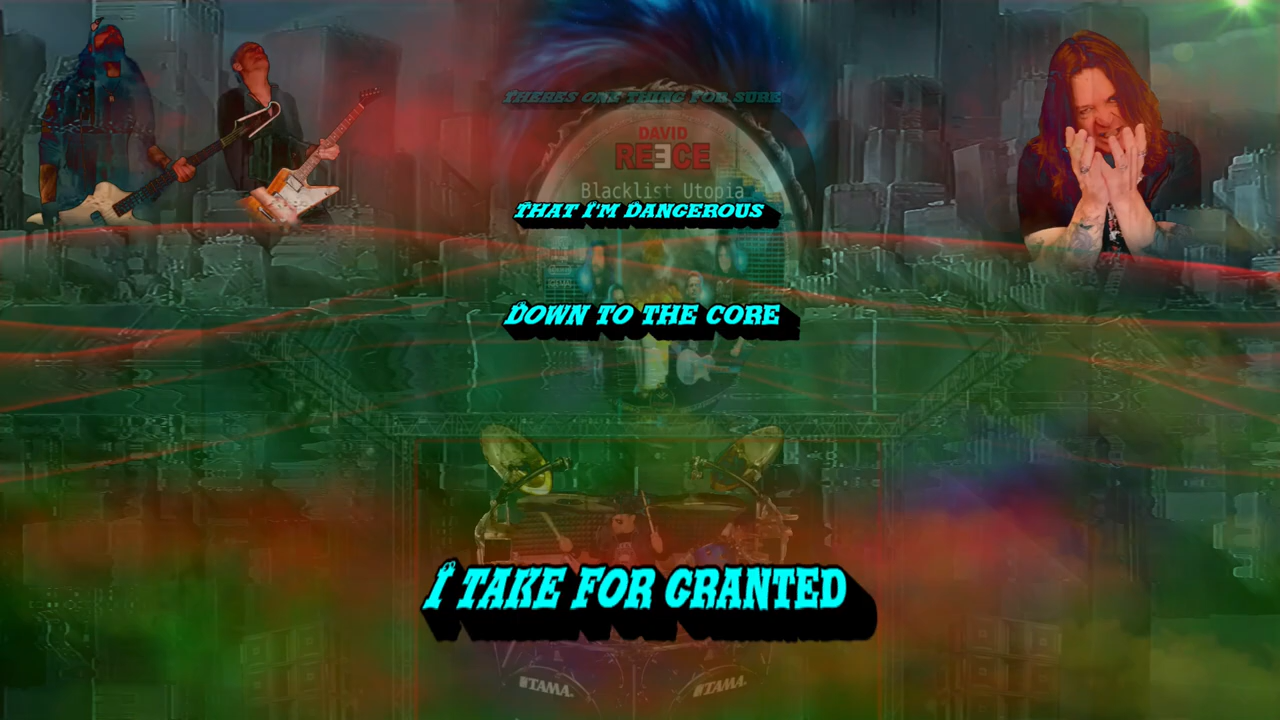 THERES ONE THING FOR SURE
DAVID
REECE
Blacklist Utopia
THAT I'M DANGEROUS
DOWN TO THE CORE
I TAKE FOR GRANTED
TAMA
TAMA